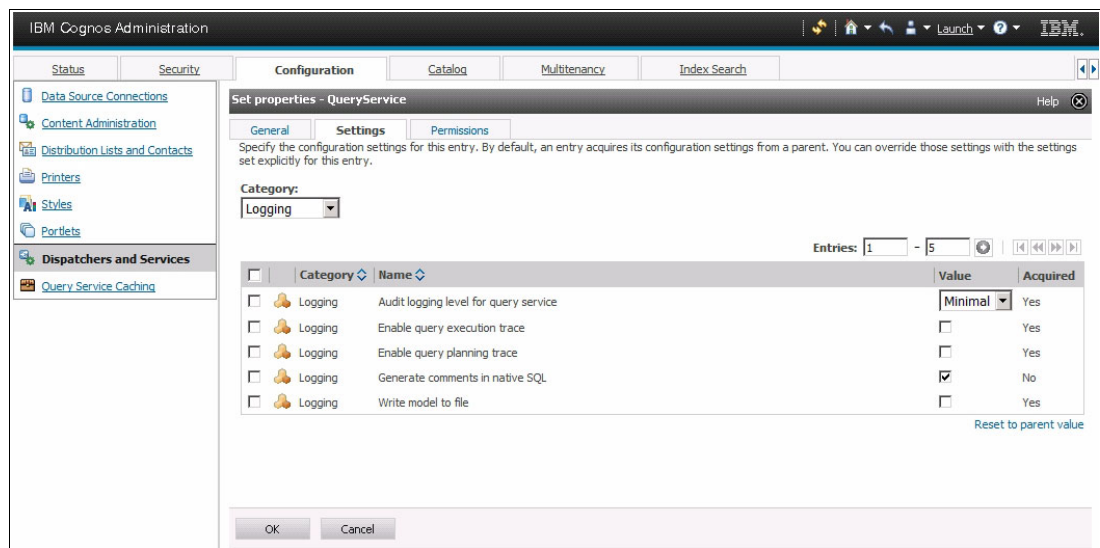 IBM Cognos Administration
Launch
IBM.
Status Security Configuration Catalog Multitenancy Index Search
Data Source Connections
Content Administration
Distribution Lists and Contacts
Printers
Styles
Portlets
Dispatchers and Services
Query Service Caching
Set properties - QueryService Help
General Settings Permissions
Specify the configuration settings for this entry. By default, an entry acquires its configuration settings from a parent. You can override those settings with the settings
set explicitly for this entry.
Category:
Logging
Entries: 1 - 5
Category Name Value Acquired
Logging Audit logging level for query service Minimal Yes
Logging Enable query execution trace Yes
Logging Enable query planning trace Yes
Logging Generate comments in native SQL No
Logging Write model to file Yes
Reset to parent value
OK Cancel